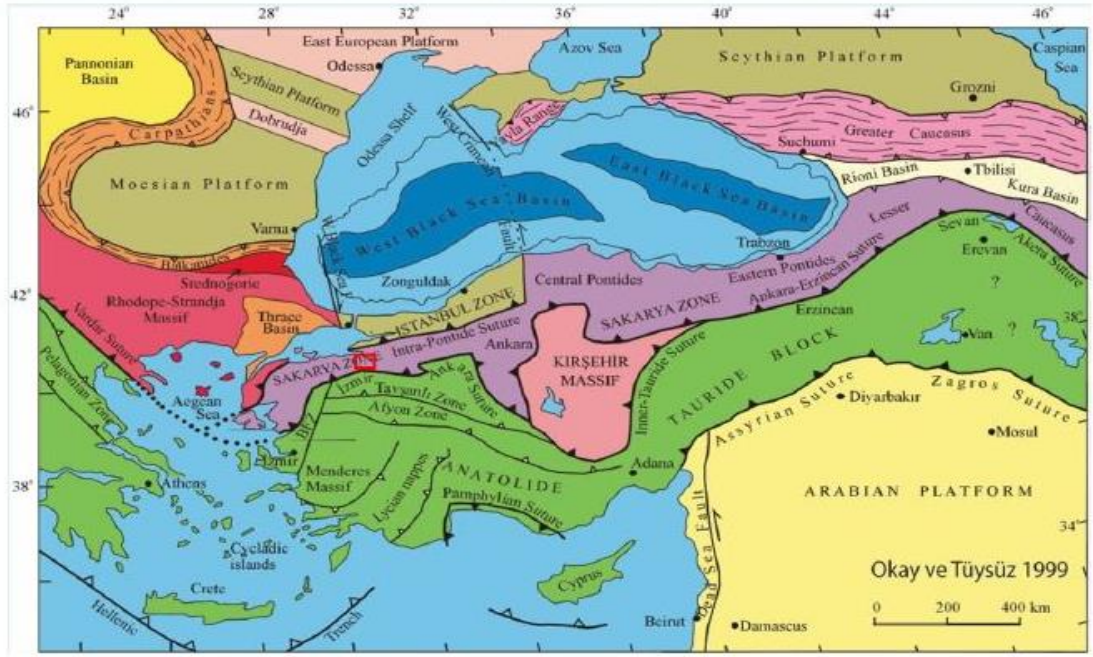 24° 28° 32° 36° 40° 44° 46°
East European Platform
Azov Sea
Caspian
Sea
Pannonian
Basin
Odessa
Scythian Platform
Scythian Platform
Grozni
46°
Carpathians
Dobrudja
Odessa Shelf
West Crimean
Fault
Greater Caucasus
Suchumi
Rioni Basin
Tbilisi
Kura Basin
Moesian Platform
East Black Sea Basin
West Black Sea Basin
Lesser
Caucasus
Varna
Trabzon
Sevan
Akera Suture
Erevan
Balkanides
Srednogorie
Zonguldak
Central Pontides
Eastern Pontides
42°
Rhodope-Strandja
Massif
Thrace
Basin
İSTANBUL ZONE
SAKARYA ZONE
Ankara-Erzincan Suture
Erzincan
?
38°
Vardar Suture
Intra-Pontide Suture
Ankara
Van
?
Pelagonian Zone
SAKARYA ZONE
KIRŞEHİR
MASSIF
Inner-Tauride Suture
TAURIDE BLOCK
Aegean
Sea
İzmir
Ankara Suture
Tavşanlı Zone
Afyon Zone
BFZ
Assyrian Suture
Zagros Suture
Diyarbakır
Mosul
İzmir
Menderes
Massif
Lycian nappes
ANATOLIDE
Adana
38°
Athens
Pamphylian Suture
ARABIAN PLATFORM
34°
Cycladic
islands
Crete
Cyprus
Dead Sea Fault
Okay ve Tüysüz 1999
Hellenic
Trench
Beirut
Damascus
0 200 400 km